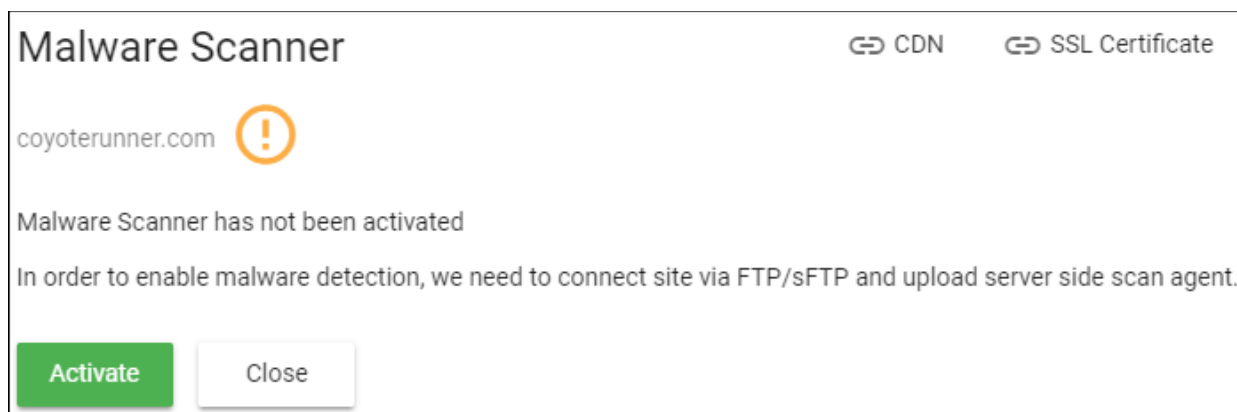 Malware Scanner CDN SSL Certificate
coyoterunner.com
Malware Scanner has not been activated
In order to enable malware detection, we need to connect site via FTP/sFTP and upload server side scan agent.
Activate Close